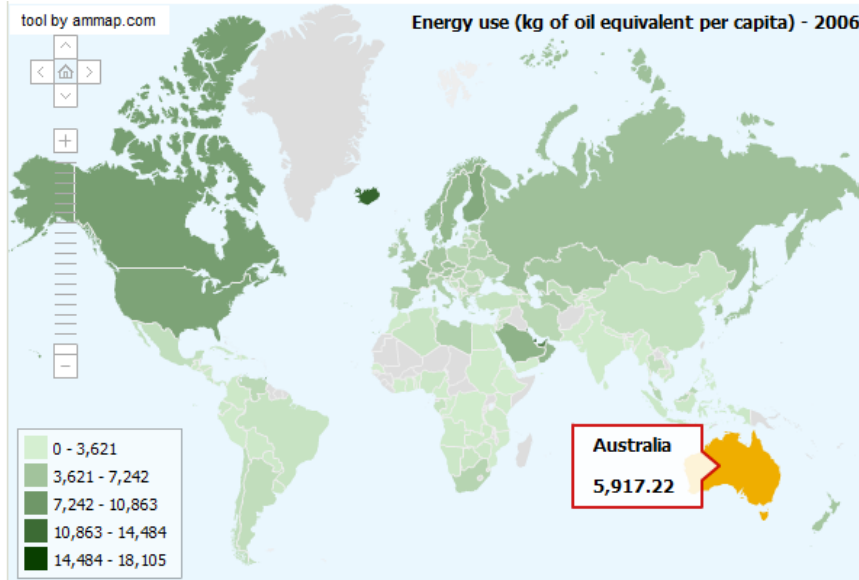 tool by ammap.com
Energy use (kg of oil equivalent per capita) - 2006
Australia
5,917.22
0 - 3,621
3,621 - 7,242
7,242 - 10,863
10,863 - 14,484
14,484 - 18,105